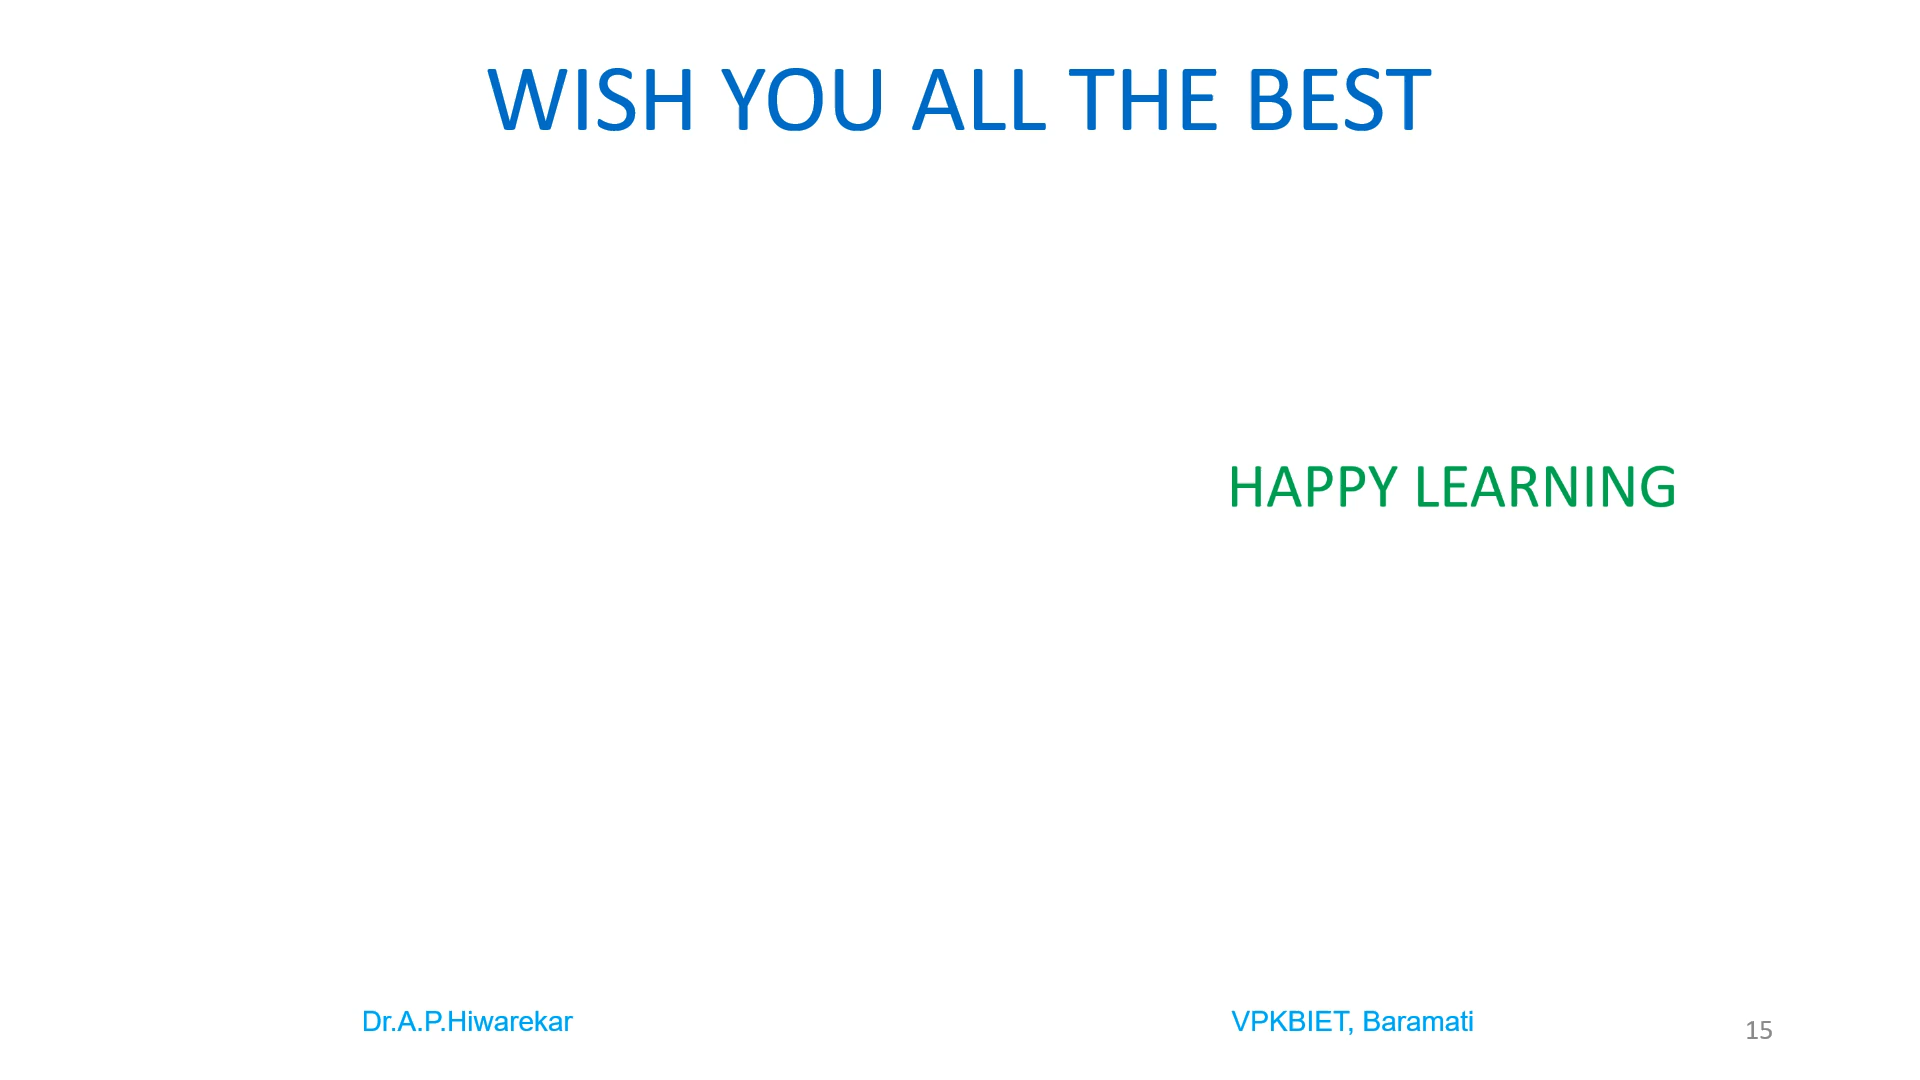 WISH YOU ALL THE BEST
HAPPY LEARNING
Dr.A.P.Hiwarekar
VPKBIET, Baramati
15